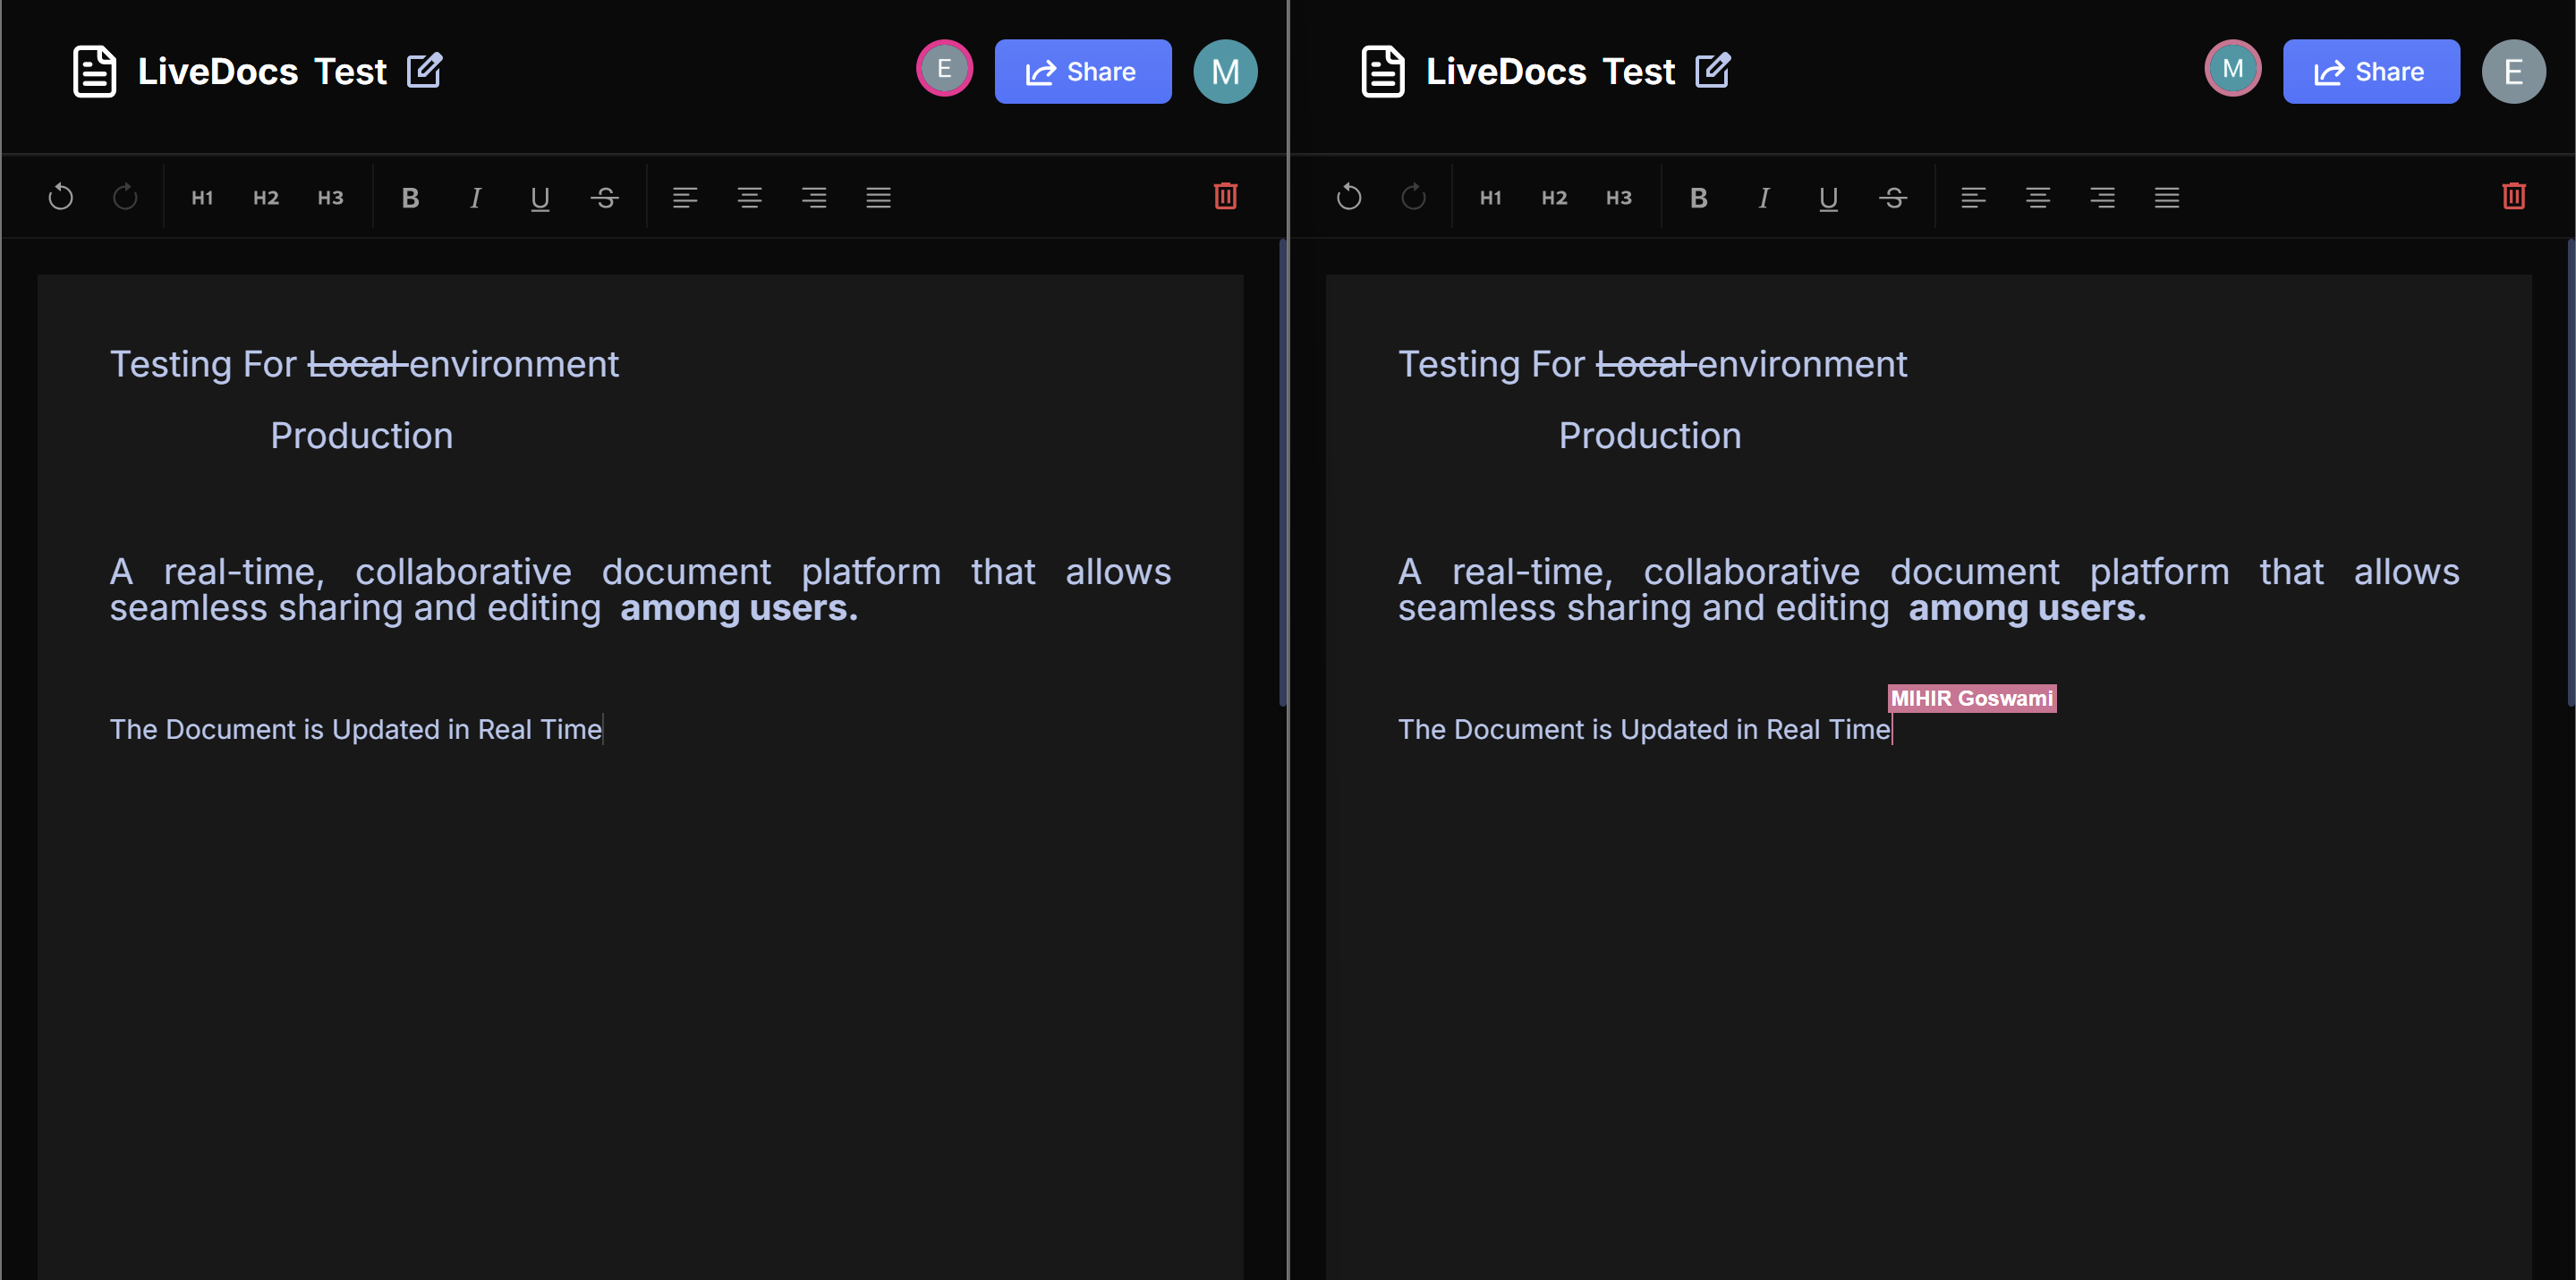 LiveDocs Test
E
Share
M
H1 H2 H3 B I U S
Testing For Local environment
Production
A real-time, collaborative document platform that allows
seamless sharing and editing among users.
The Document is Updated in Real Time
LiveDocs Test
M
Share
E
H1 H2 H3 B I U S
Testing For Local environment
Production
A real-time, collaborative document platform that allows
seamless sharing and editing among users.
MIHIR Goswami
The Document is Updated in Real Time